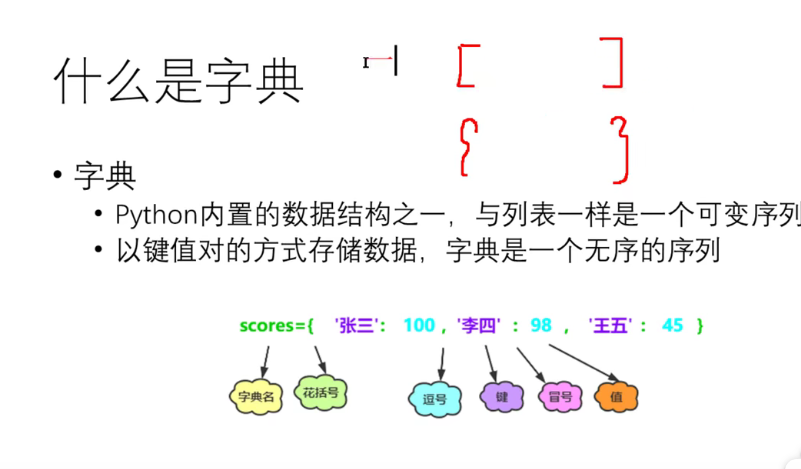 什么是字典
[ ]
{ }
• 字典
• Python内置的数据结构之一，与列表一样是一个可变序列
• 以键值对的方式存储数据，字典是一个无序的序列
scores={ '张三': 100 , '李四' : 98 , '王五' : 45 }
字典名 花括号 逗号 键 冒号 值